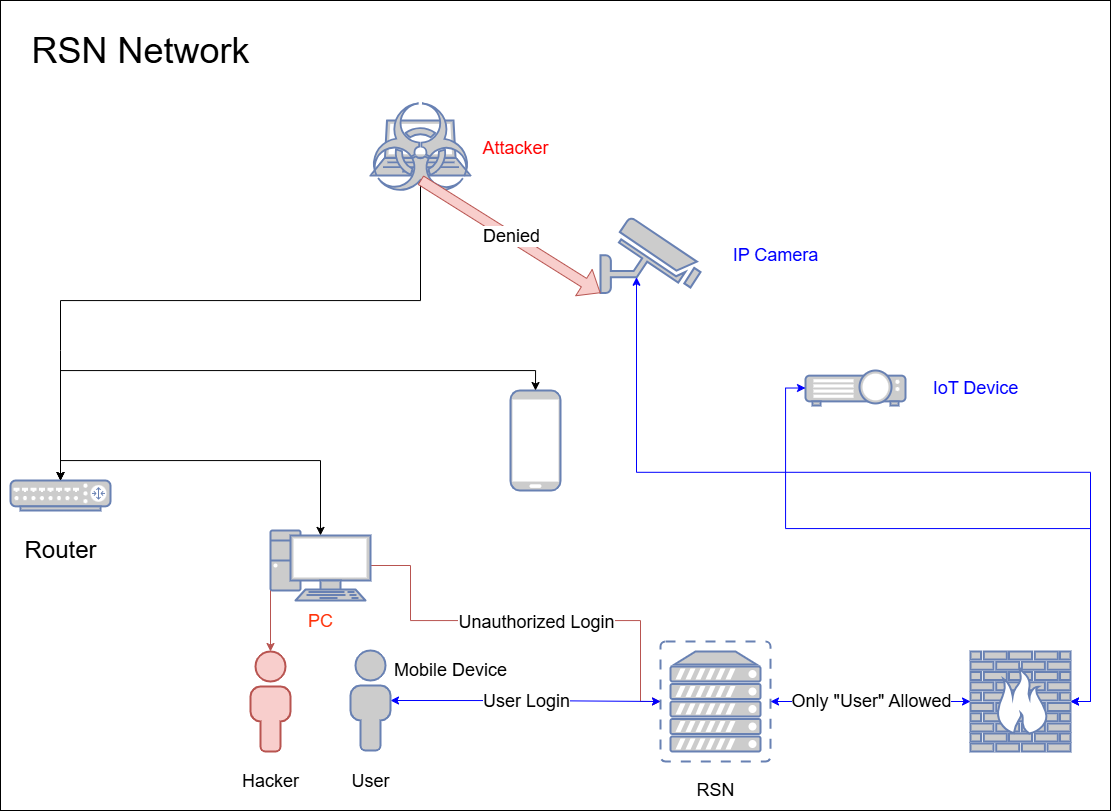 RSN Network
Attacker
Denied
IP Camera
IoT Device
Router
PC
Unauthorized Login
Mobile Device
User Login
Only "User" Allowed
Hacker
User
RSN